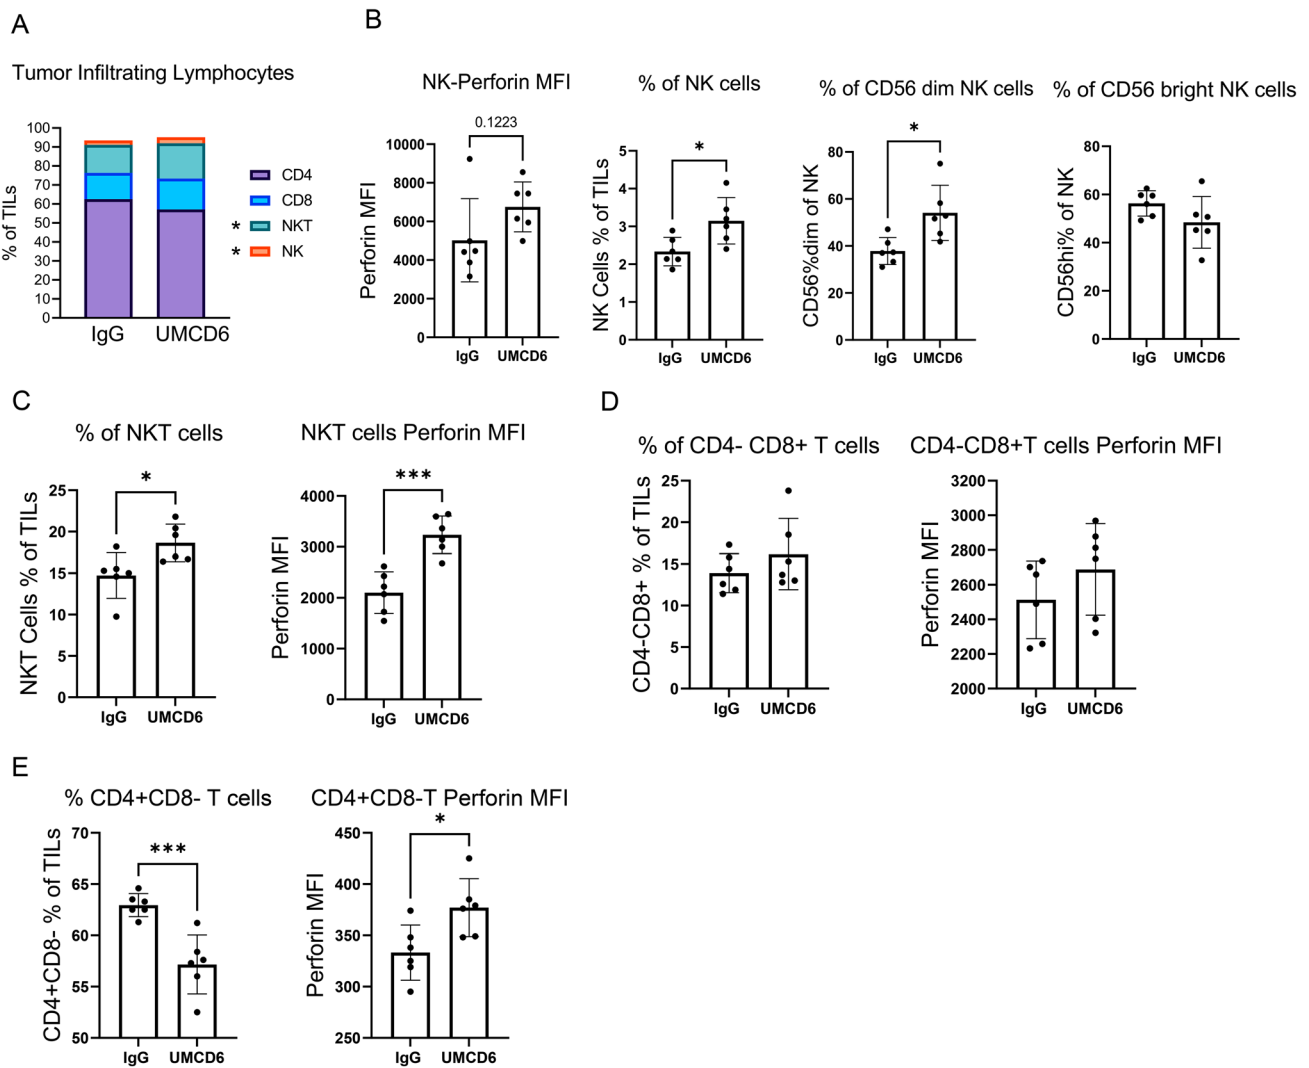 A
Tumor Infiltrating Lymphocytes
% of TILs
100
90
80
70
60
50
40
30
20
10
0
IgG
UMCD6
CD4
CD8
* NKT
* NK
B
NK-Perforin MFI
0.1223
Perforin MFI
10000
8000
6000
4000
2000
0
IgG
UMCD6
% of NK cells
*
NK Cells % of TILs
5
4
3
2
1
0
IgG
UMCD6
% of CD56 dim NK cells
*
CD56%dim of NK
80
60
40
20
0
IgG
UMCD6
% of CD56 bright NK cells
CD56hi% of NK
80
60
40
20
0
IgG
UMCD6
C
% of NKT cells
*
NKT Cells % of TILs
25
20
15
10
5
0
IgG
UMCD6
NKT cells Perforin MFI
***
Perforin MFI
4000
3000
2000
1000
0
IgG
UMCD6
D
% of CD4- CD8+ T cells
CD4-CD8+ % of TILs
25
20
15
10
5
0
IgG
UMCD6
CD4-CD8+T cells Perforin MFI
Perforin MFI
3200
3000
2800
2600
2400
2200
2000
IgG
UMCD6
E
% CD4+CD8- T cells
***
CD4+CD8- % of TILs
70
65
60
55
50
IgG
UMCD6
CD4+CD8-T Perforin MFI
*
Perforin MFI
450
400
350
300
250
IgG
UMCD6